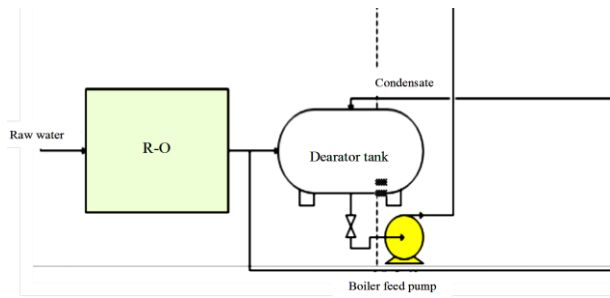 Condensate
Raw water
R-O
Dearator tank
Boiler feed pump